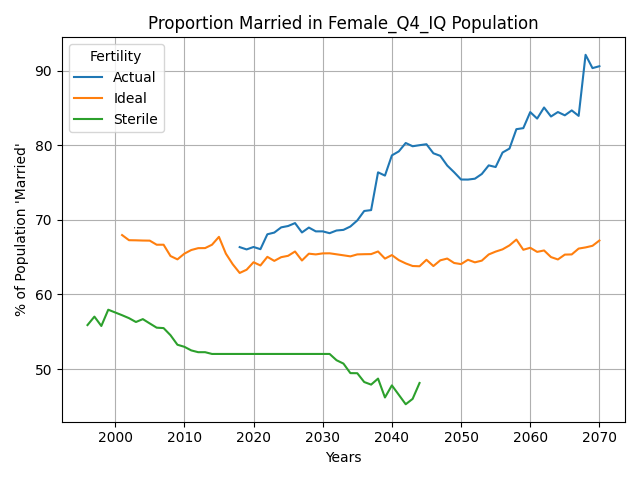 Proportion Married in Female_Q4_IQ Population
Fertility
Actual
Ideal
Sterile
% of Population 'Married'
90
80
70
60
50
2000
2010
2020
2030
2040
2050
2060
2070
Years